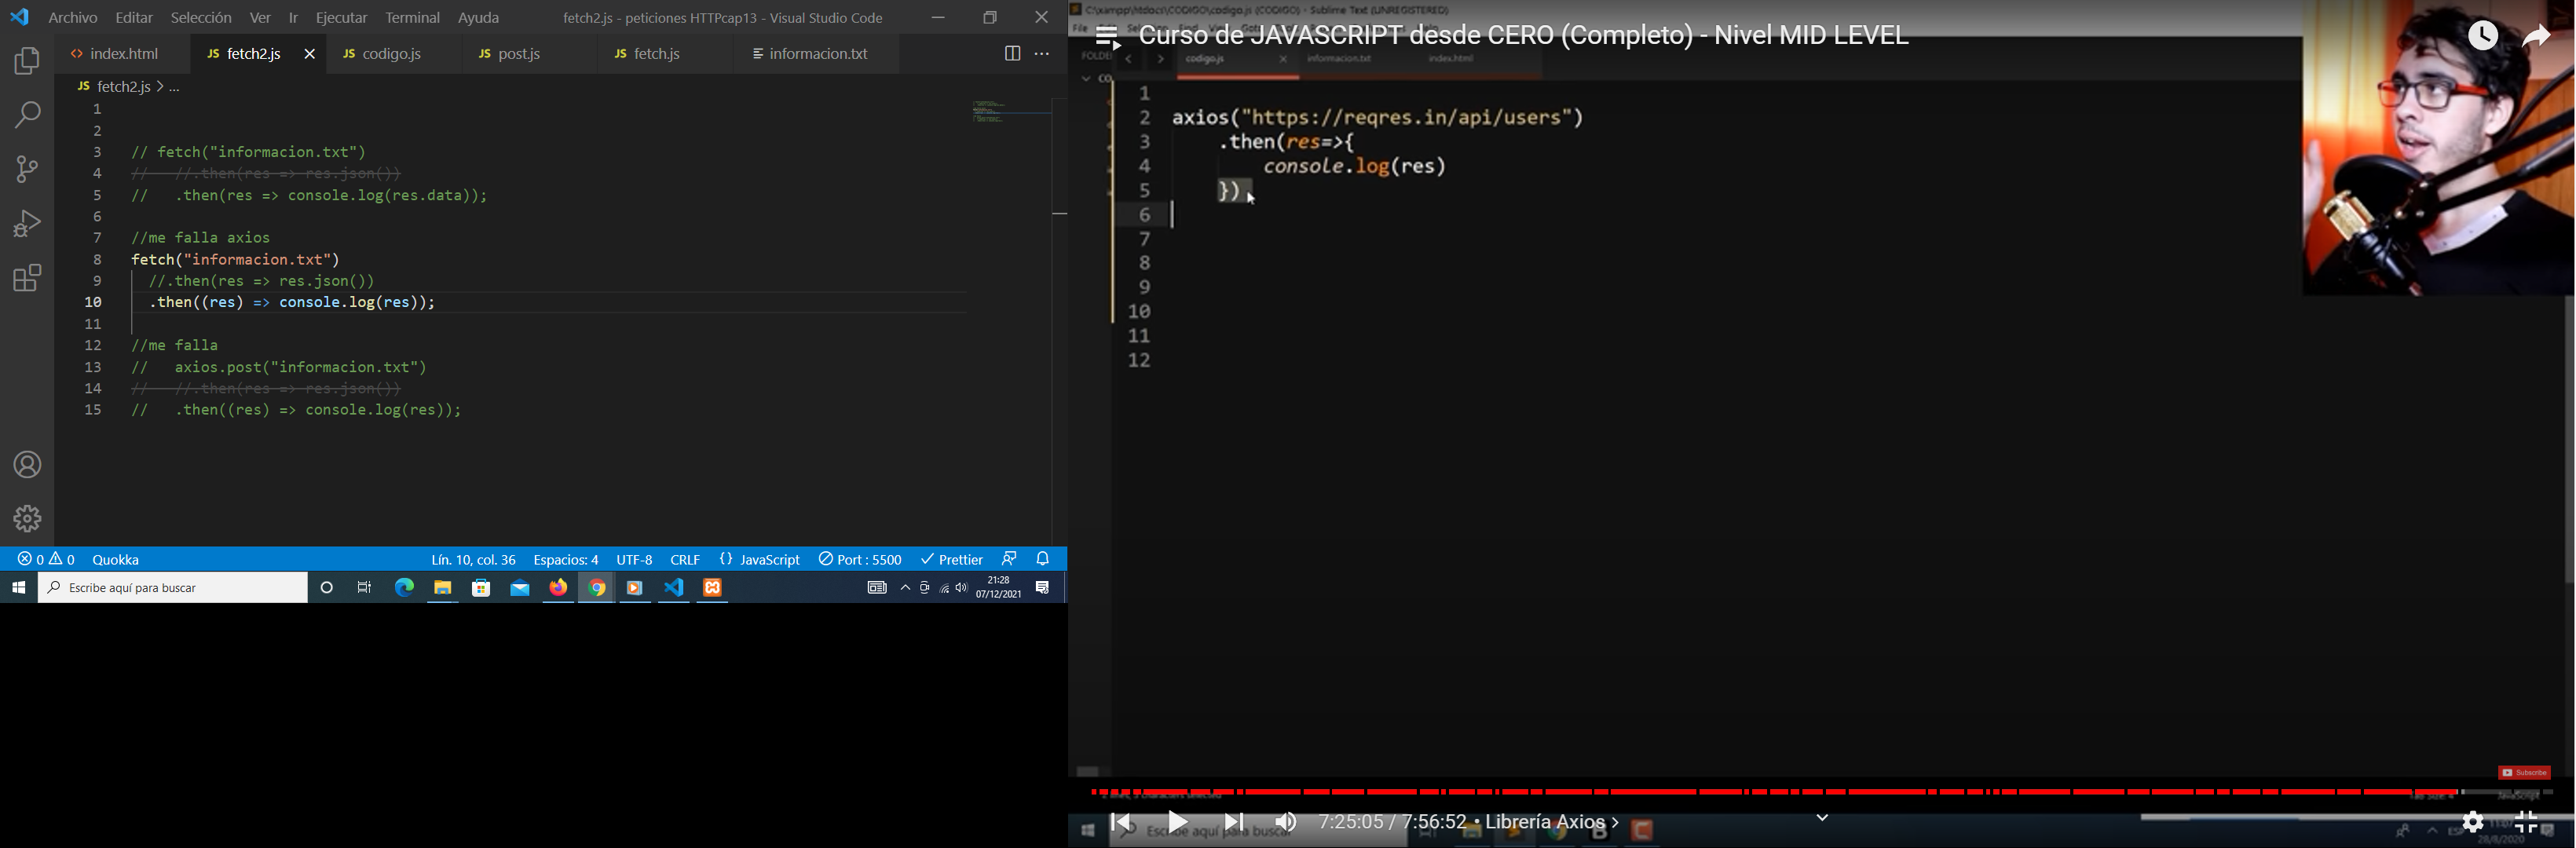 Archivo Editar Selección Ver Ir Ejecutar Terminal Ayuda fetch2.js - peticiones HTTPcap13 - Visual Studio Code
<> index.html JS fetch2.js JS codigo.js JS post.js JS fetch.js informacion.txt
JS fetch2.js > ...
1
2
3 // fetch("informacion.txt")
4 // //.then(res => res.json())
5 // .then(res => console.log(res.data));
6
7 //me falla axios
8 fetch("informacion.txt")
9 //.then(res => res.json())
10 .then((res) => console.log(res));
11
12 //me falla
13 // axios.post("informacion.txt")
14 // //.then(res => res.json())
15 // .then((res) => console.log(res));
0 0 Quokka Lín. 10, col. 36 Espacios: 4 UTF-8 CRLF {} JavaScript Port : 5500 Prettier
Escribe aquí para buscar
21:28
07/12/2021
C:\xampp\htdocs\CODIGO\codigo.js (CODIGO) - Sublime Text (UNREGISTERED)
Curso de JAVASCRIPT desde CERO (Completo) - Nivel MID LEVEL
FOLDE codigo.js informacion.txt index.html
CO
1
2 axios("https://reqres.in/api/users")
3 .then(res=>{
4 console.log(res)
5 })
6
7
8
9
10
11
12
Subscribe
7:25:05 / 7:56:52 • Librería Axios >
Escribe aquí para buscar